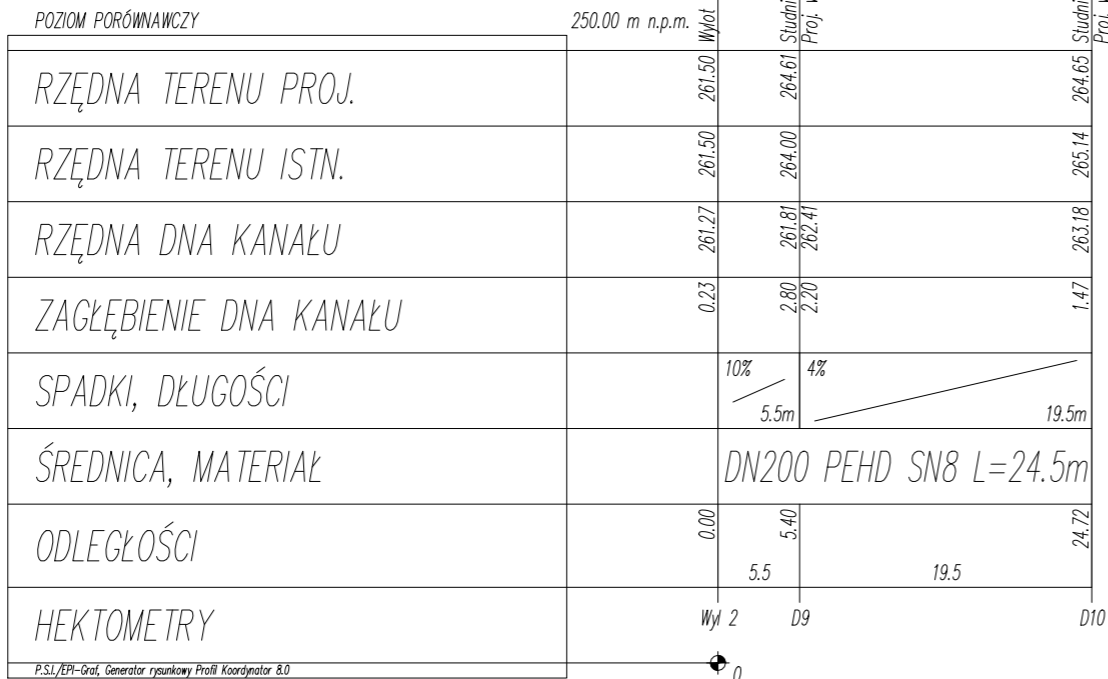 POZIOM PORÓWNAWCZY 250.00 m n.p.m. Wylot Studni Proj. Studni Proj.
RZĘDNA TERENU PROJ. 261.50 264.61 264.65
RZĘDNA TERENU ISTN. 261.50 264.00 265.14
RZĘDNA DNA KANAŁU 261.27 261.81 262.41 263.18
ZAGŁĘBIENIE DNA KANAŁU 0.23 2.80 2.20 1.47
SPADKI, DŁUGOŚCI 10% 5.5m 4% 19.5m
ŚREDNICA, MATERIAŁ DN200 PEHD SN8 L=24.5m
ODLEGŁOŚCI 0.00 5.40 24.72
5.5 19.5
HEKTOMETRY Wyl 2 D9 D10
P.S.I./EPI-Graf, Generator rysunkowy Profil Koordynator 8.0 0